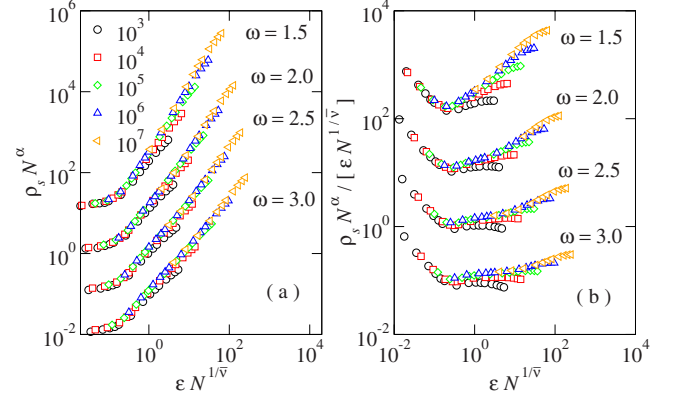 10^6
10^4
10^2
10^0
10^-2
ρ_s N^α
10^3
10^4
10^5
10^6
10^7
ω = 1.5
ω = 2.0
ω = 2.5
ω = 3.0
( a )
10^0
10^2
10^4
ε N^{1/ν̄}
10^4
10^2
10^0
10^-2
ρ_s N^α / [ ε N^{1/ν̄} ]
ω = 1.5
ω = 2.0
ω = 2.5
ω = 3.0
( b )
10^-2
10^0
10^2
10^4
ε N^{1/ν̄}